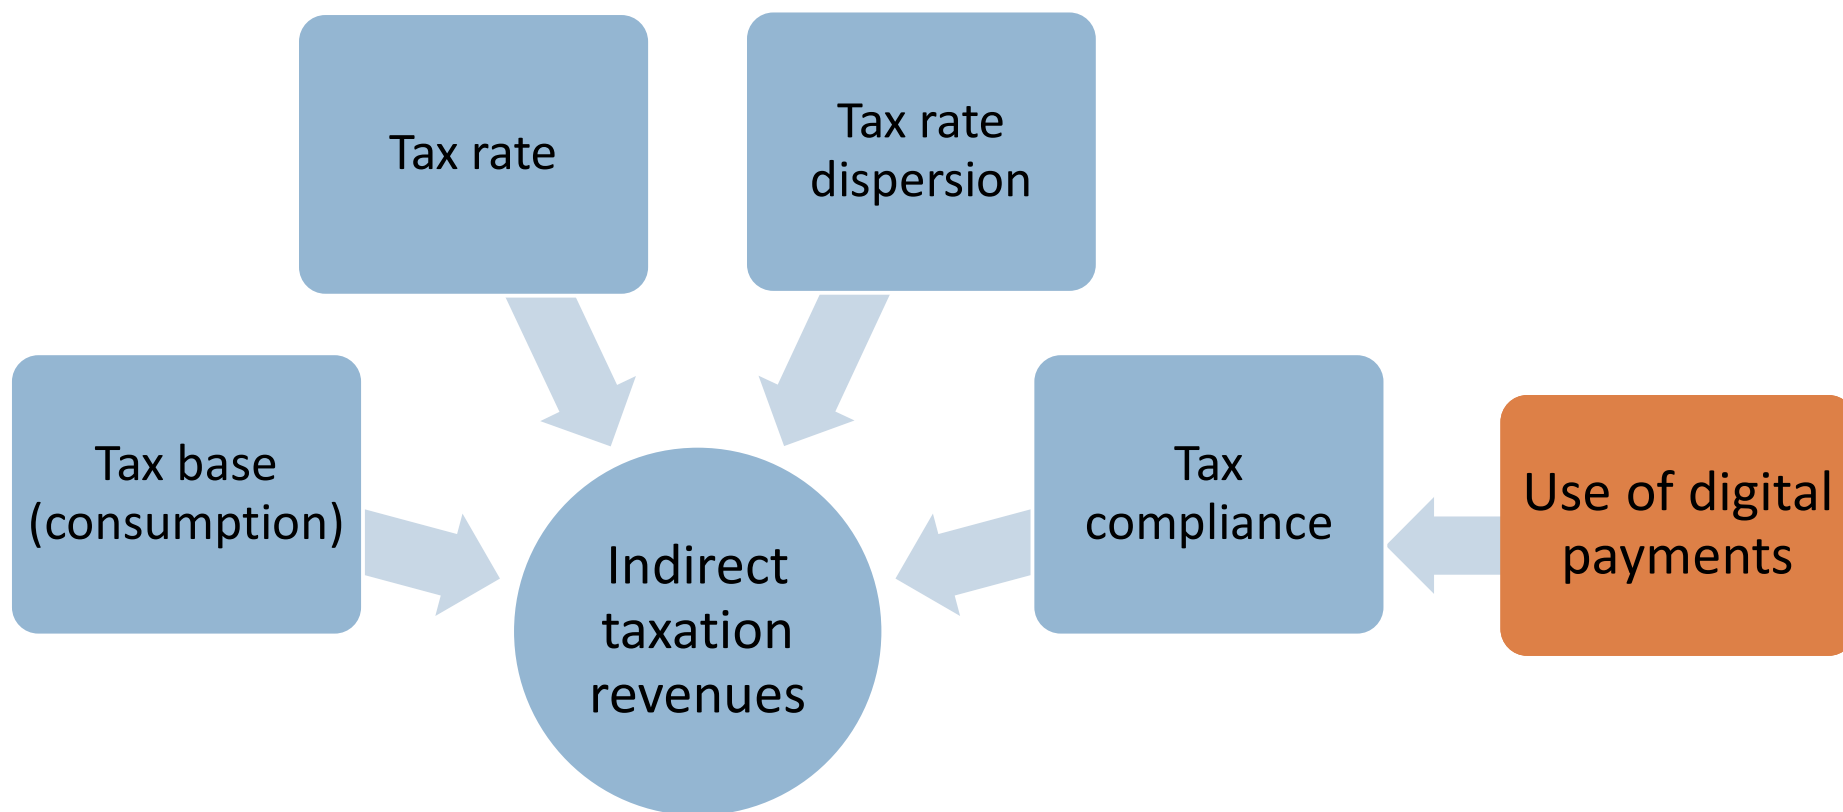 Tax rate
Tax rate
dispersion
Tax base
(consumption)
Indirect
taxation
revenues
Tax
compliance
Use of digital
payments